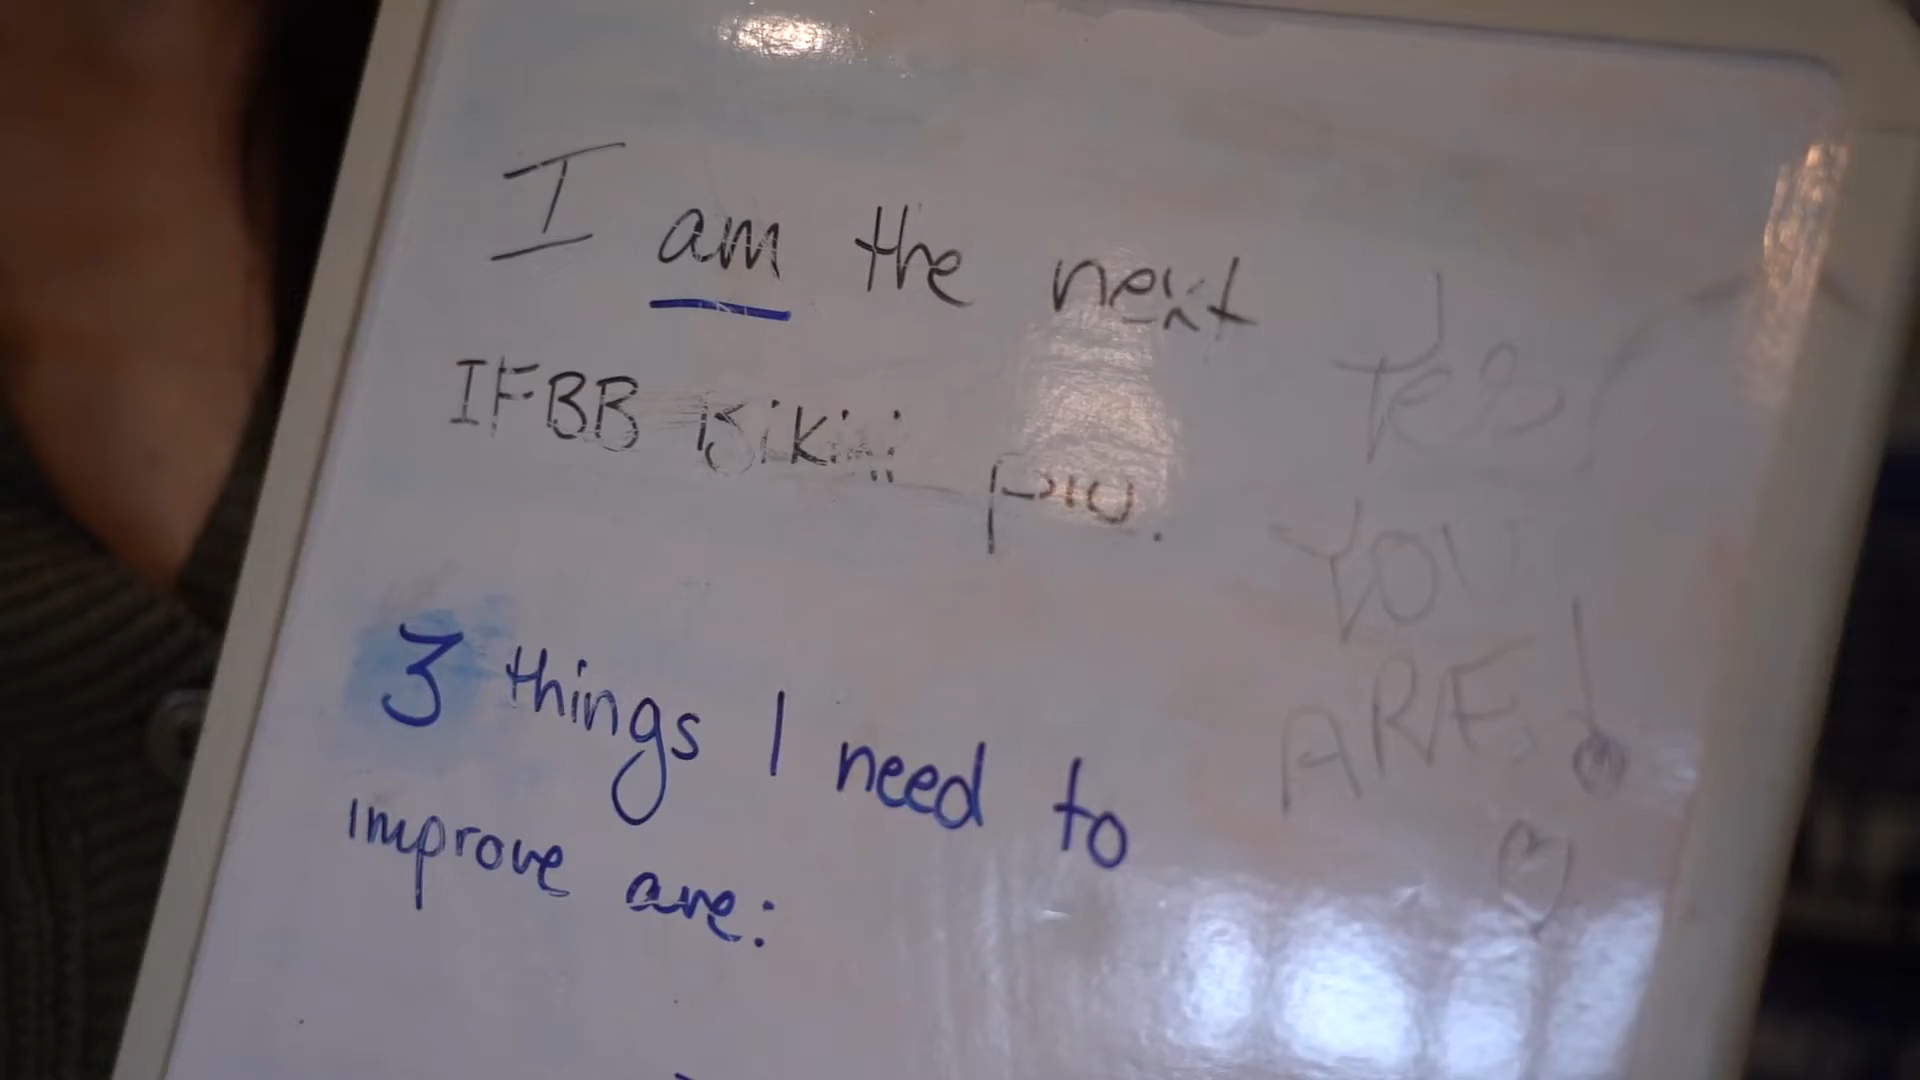 I am the next
IFBB Bikini pro.
Yes
YOU
ARE!
3 things I need to
improve are: